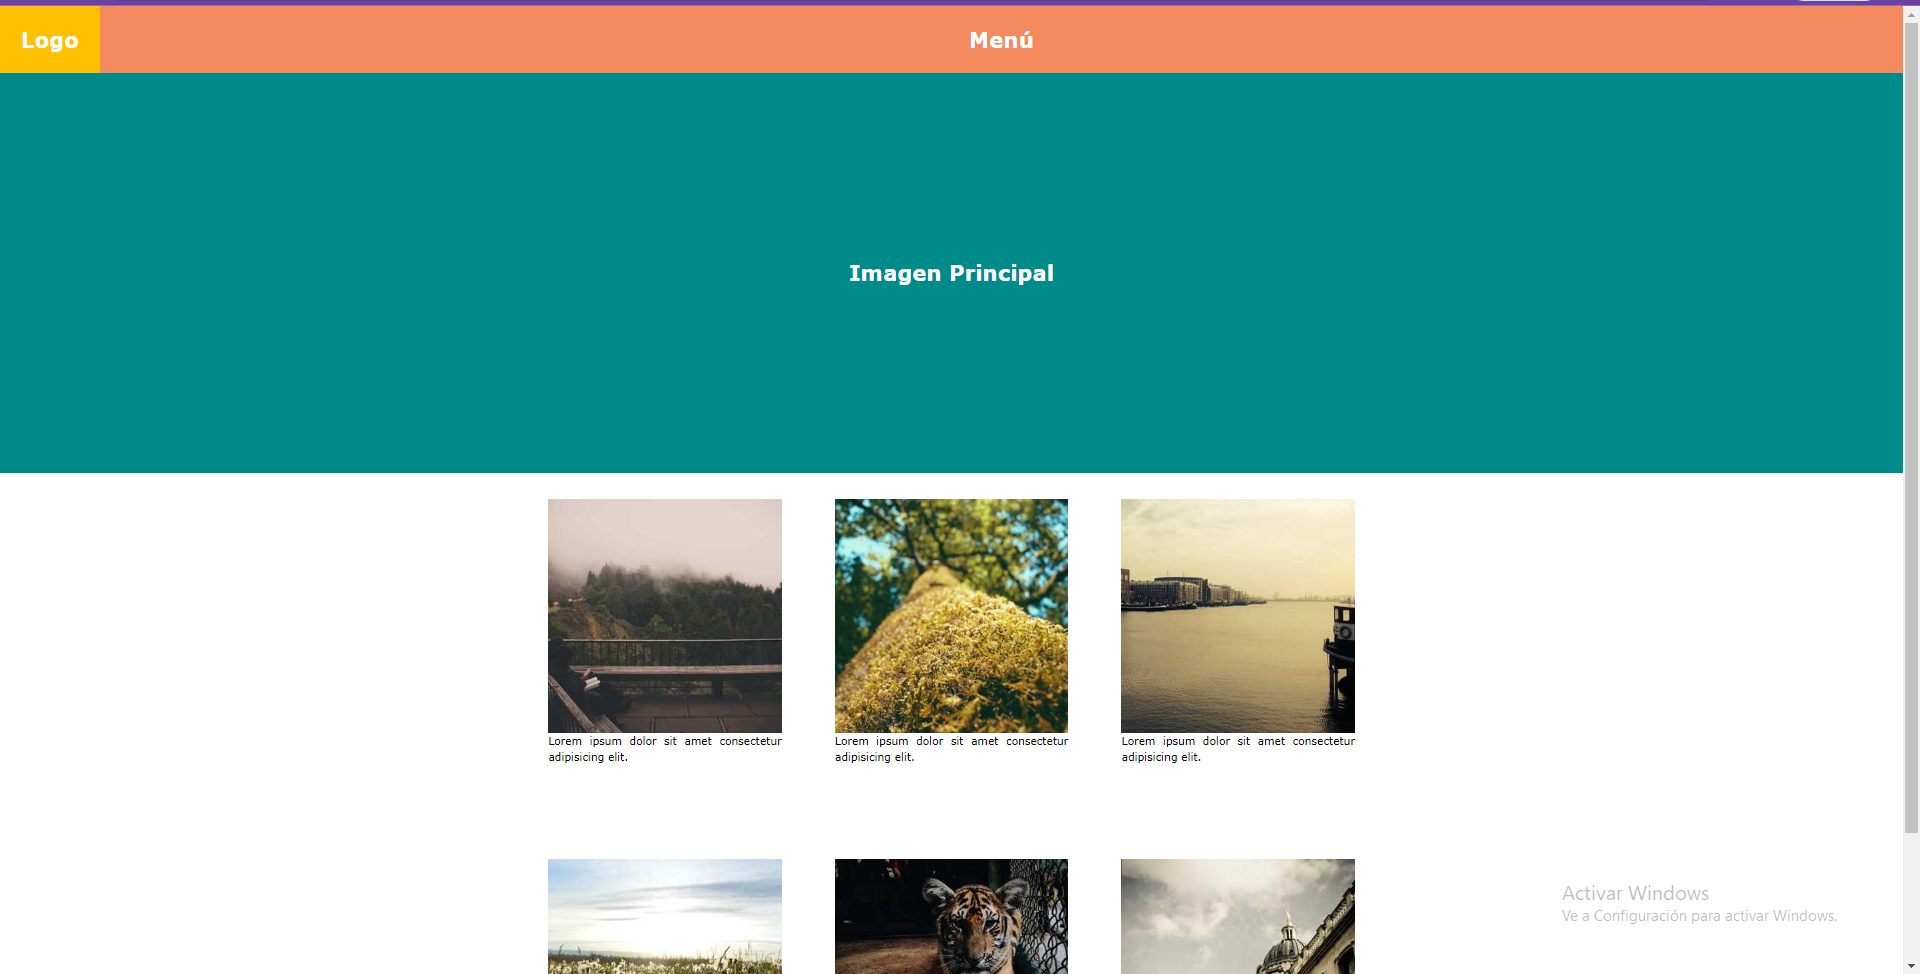 Logo
Menú
Imagen Principal
Lorem ipsum dolor sit amet consectetur
adipisicing elit.
Lorem ipsum dolor sit amet consectetur
adipisicing elit.
Lorem ipsum dolor sit amet consectetur
adipisicing elit.
Activar Windows
Ve a Configuración para activar Windows.